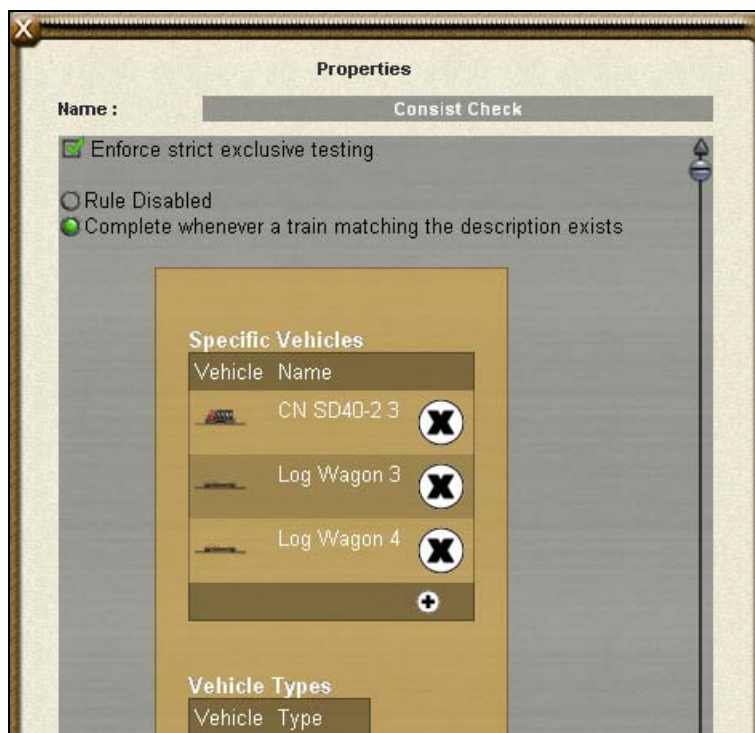 Properties
Name : Consist Check
Enforce strict exclusive testing
Rule Disabled
Complete whenever a train matching the description exists
Specific Vehicles
Vehicle Name
CN SD40-2 3
Log Wagon 3
Log Wagon 4
Vehicle Types
Vehicle Type